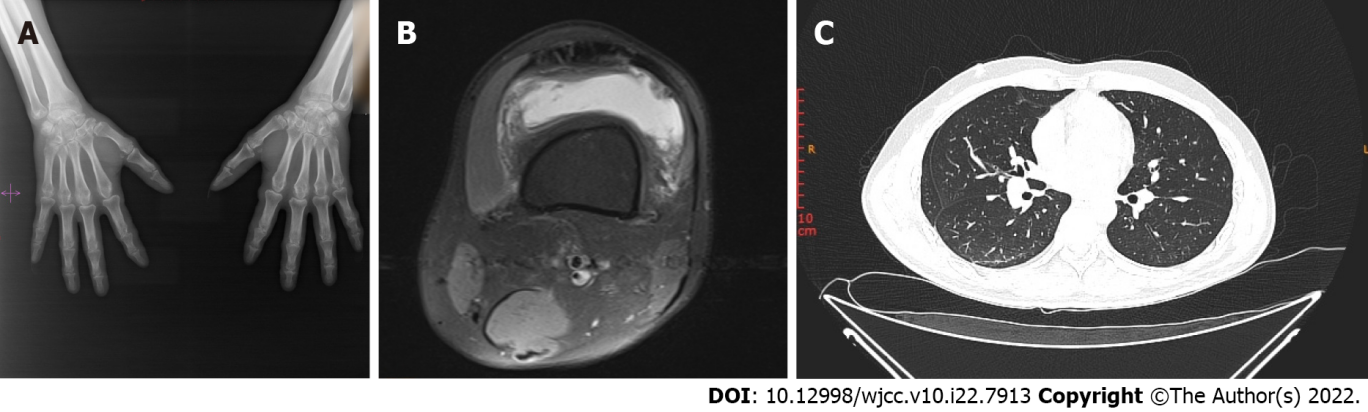 A
B
C
R
L
10
cm
DOI: 10.12998/wjcc.v10.i22.7913 Copyright ©The Author(s) 2022.